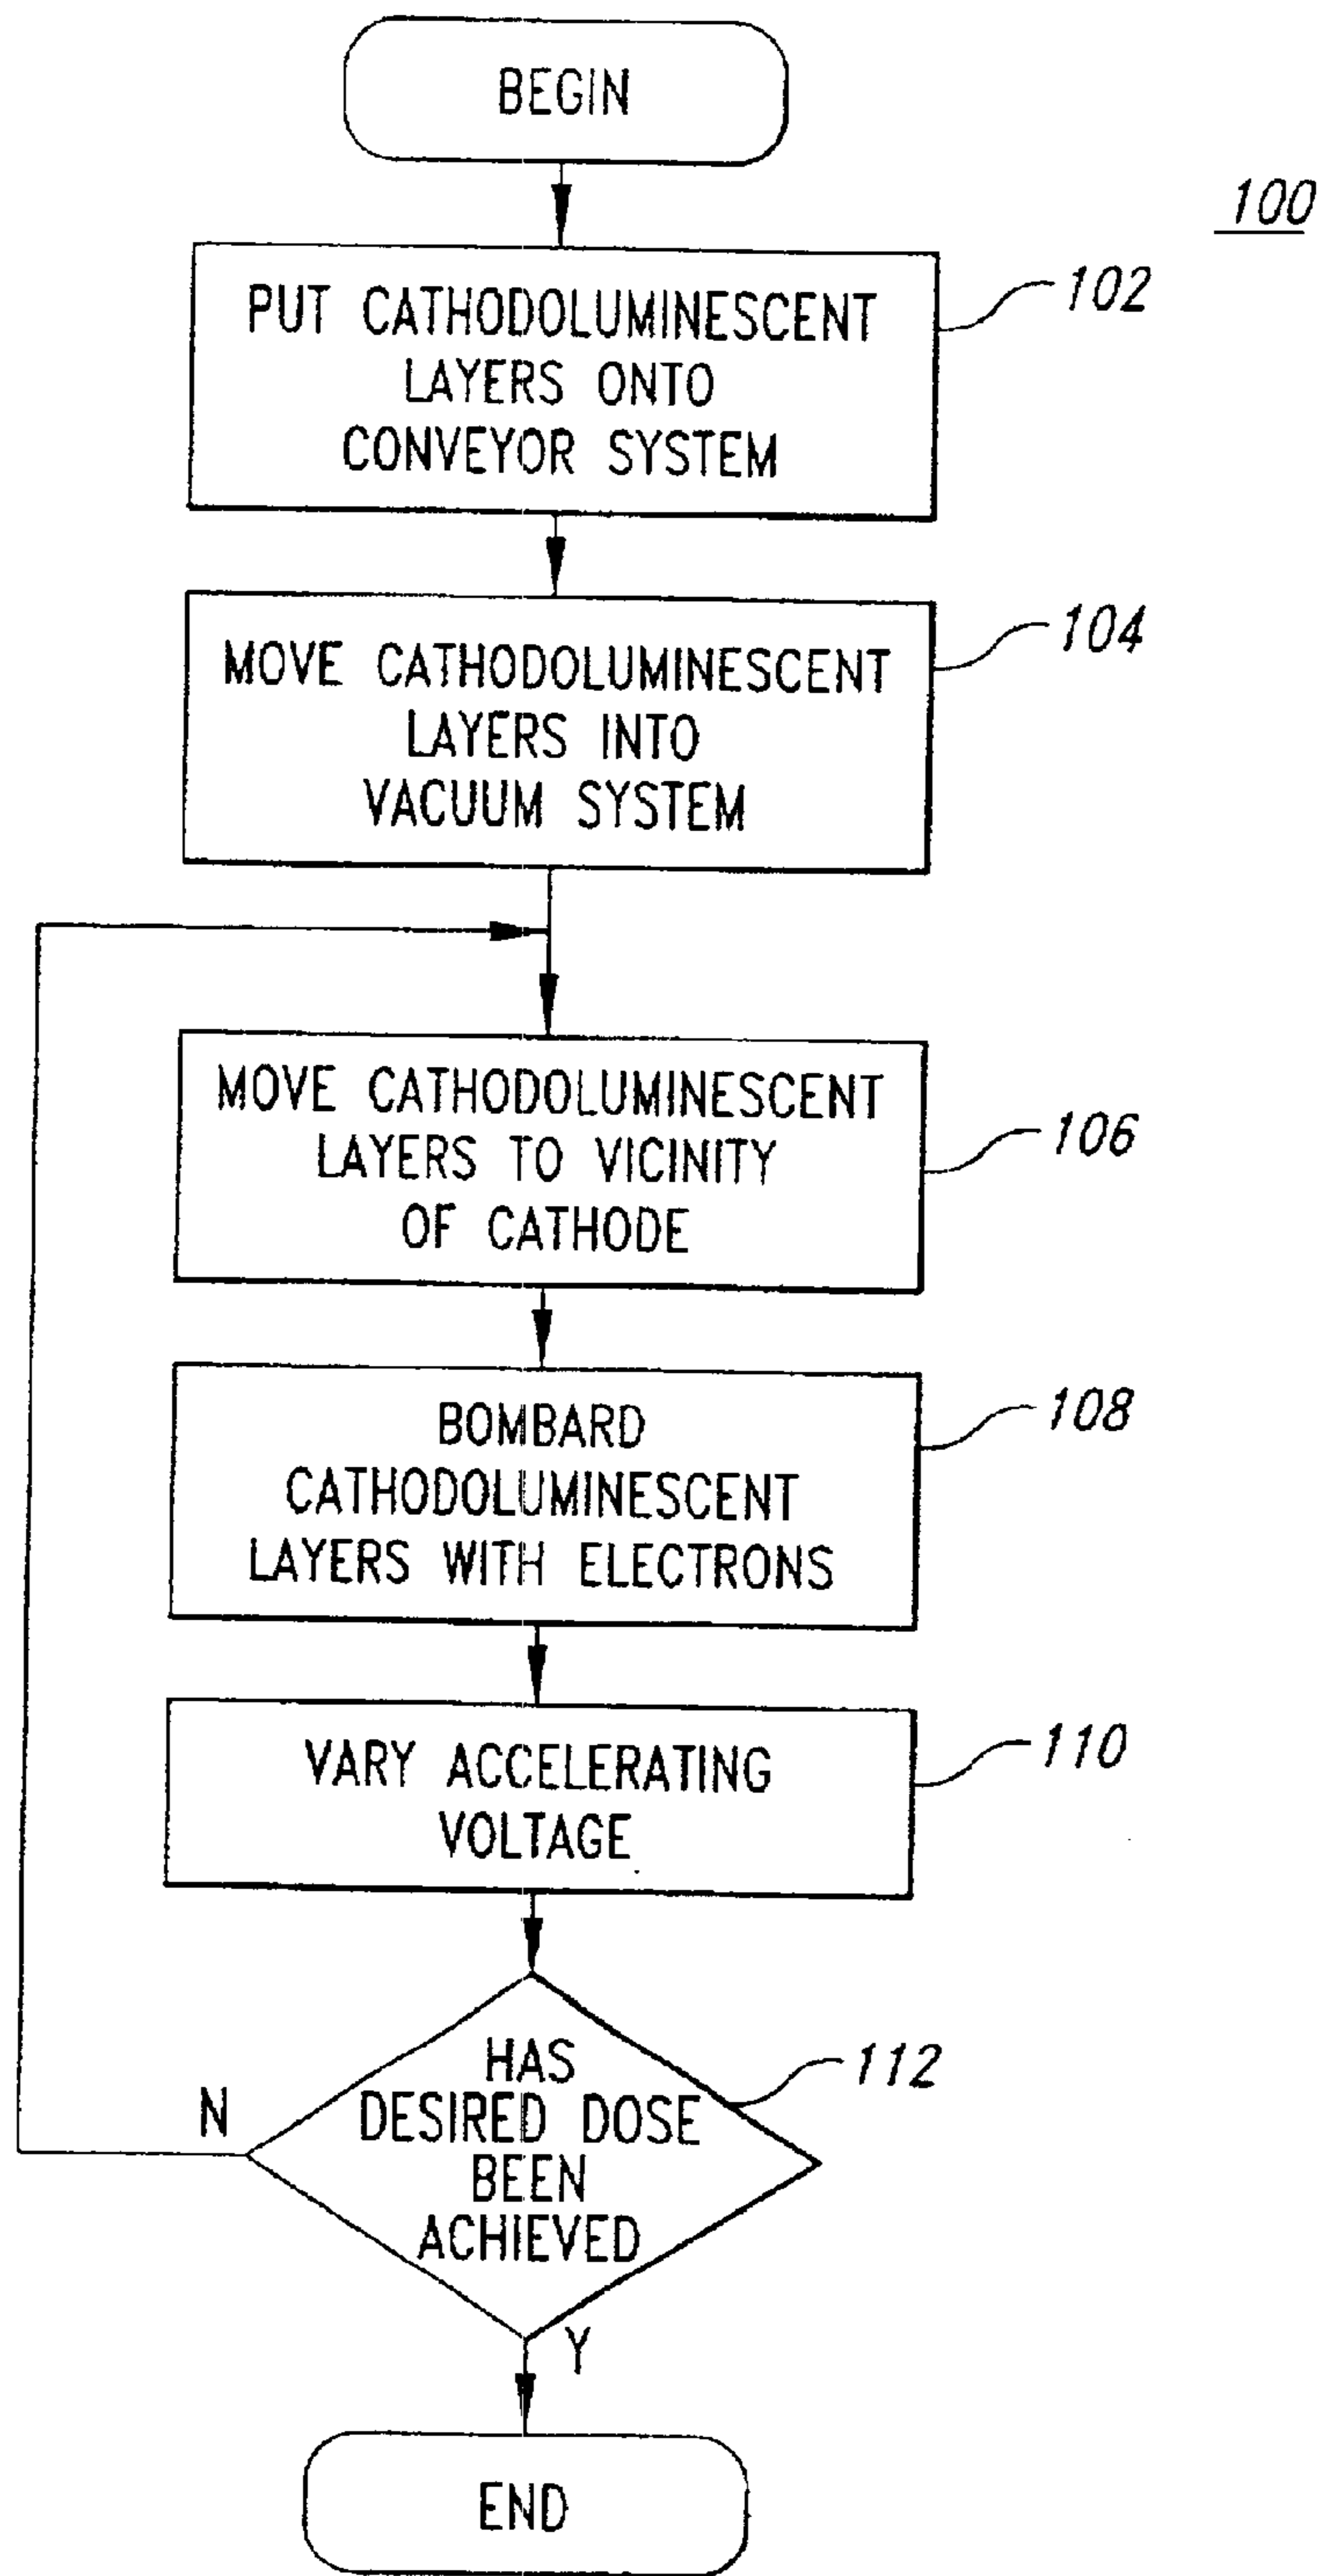 BEGIN
100
PUT CATHODOLUMINESCENT
LAYERS ONTO
CONVEYOR SYSTEM
102
MOVE CATHODOLUMINESCENT
LAYERS INTO
VACUUM SYSTEM
104
MOVE CATHODOLUMINESCENT
LAYERS TO VICINITY
OF CATHODE
106
BOMBARD
CATHODOLUMINESCENT
LAYERS WITH ELECTRONS
108
VARY ACCELERATING
VOLTAGE
110
HAS
DESIRED DOSE
BEEN
ACHIEVED
112
N
Y
END